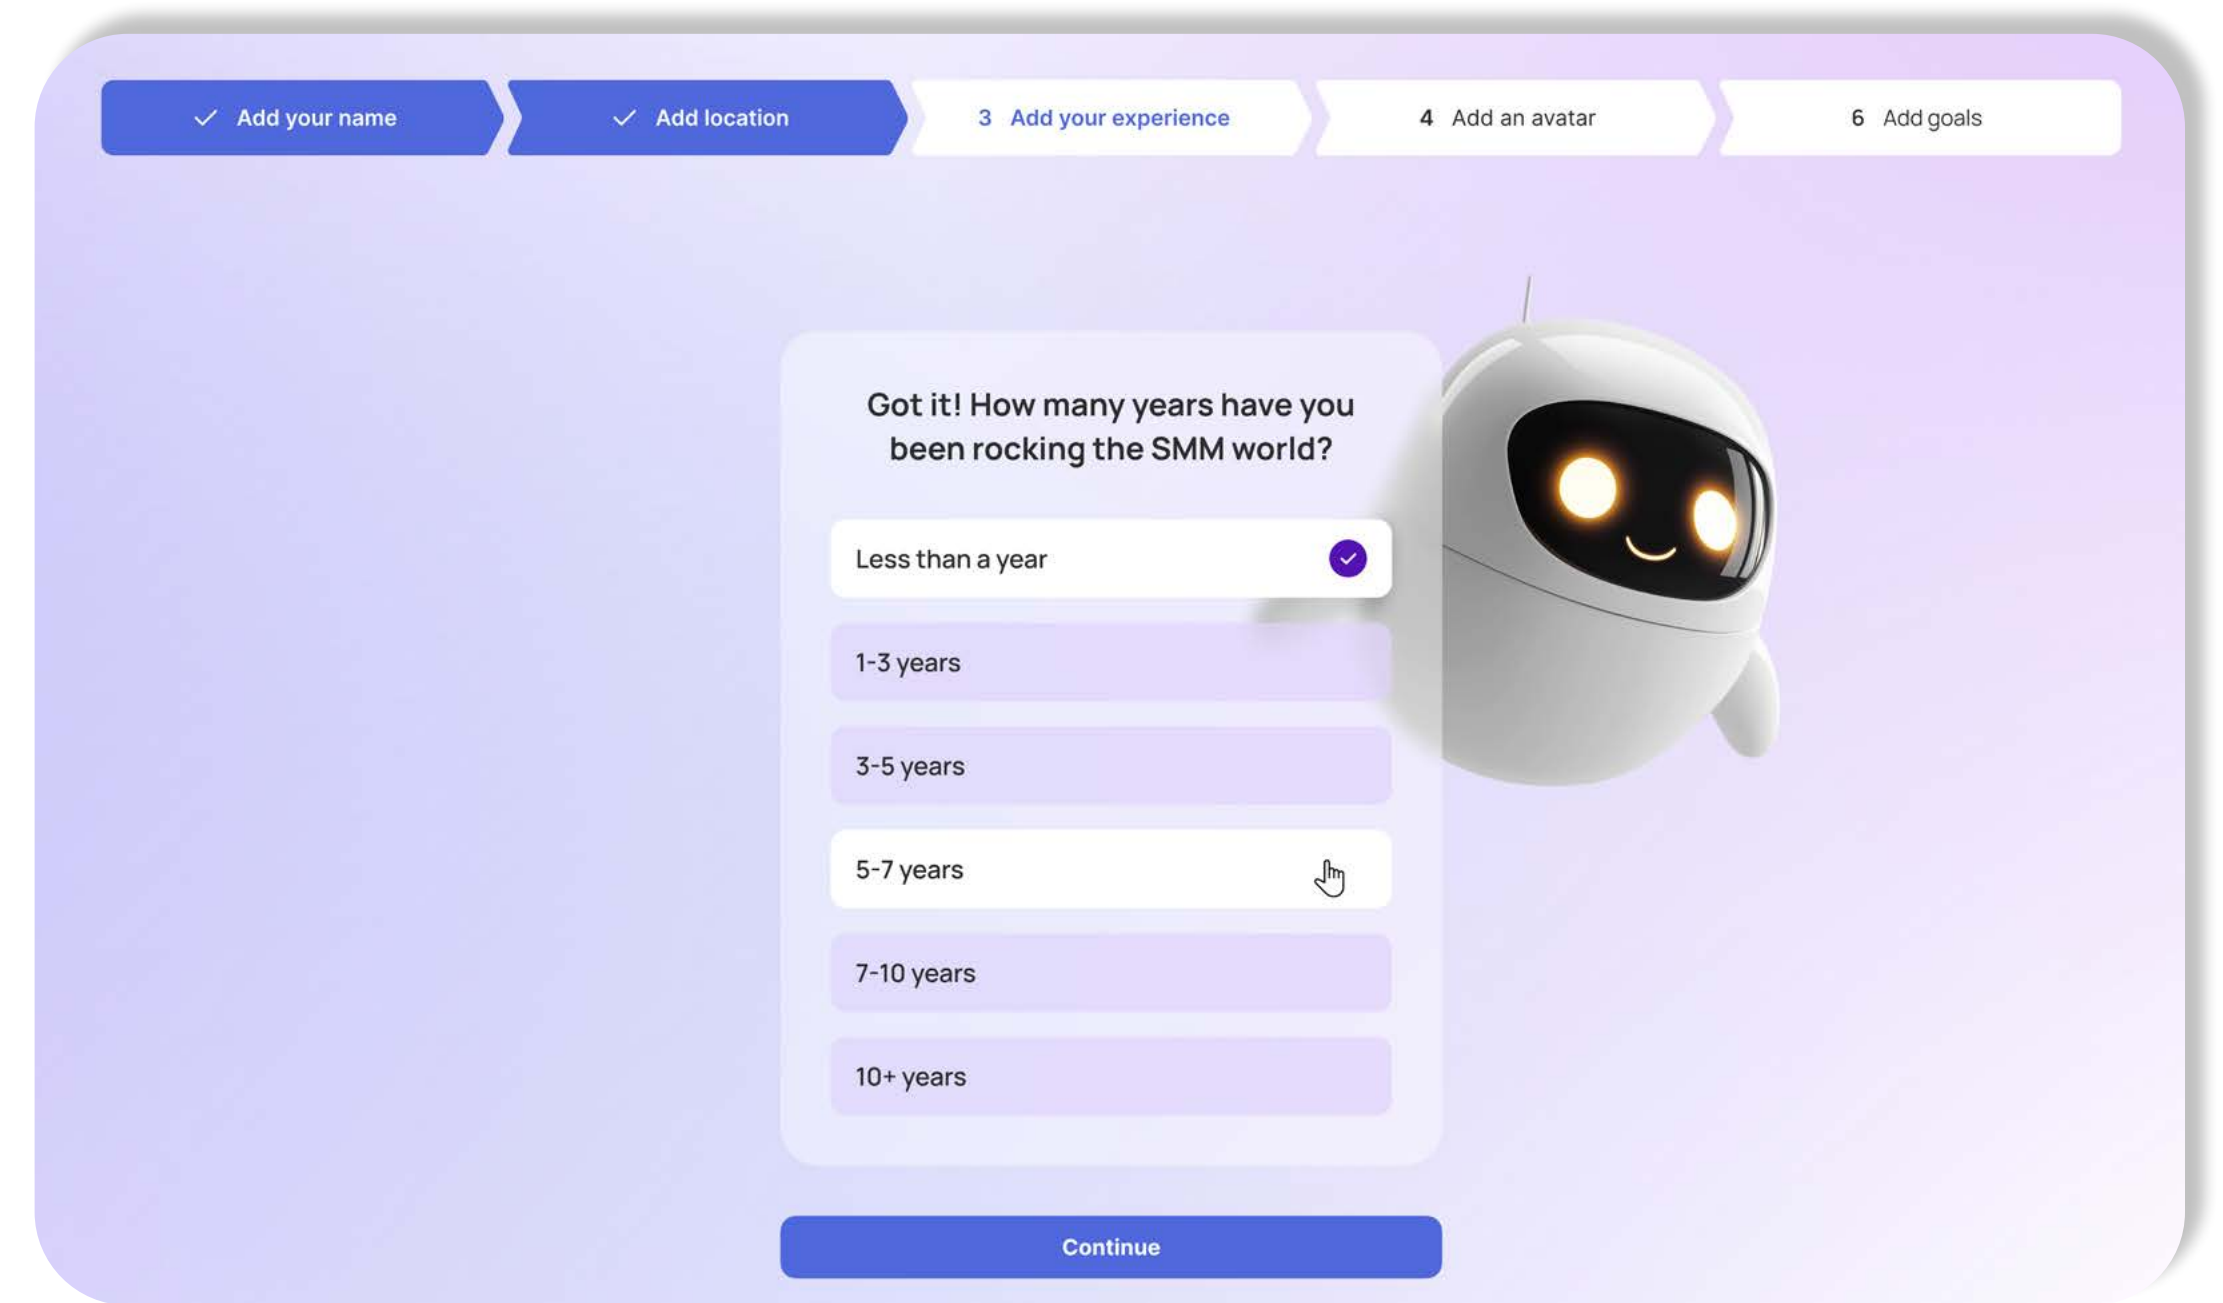 Add your name
Add location
3 Add your experience
4 Add an avatar
6 Add goals
Got it! How many years have you
been rocking the SMM world?
Less than a year
1-3 years
3-5 years
5-7 years
7-10 years
10+ years
Continue